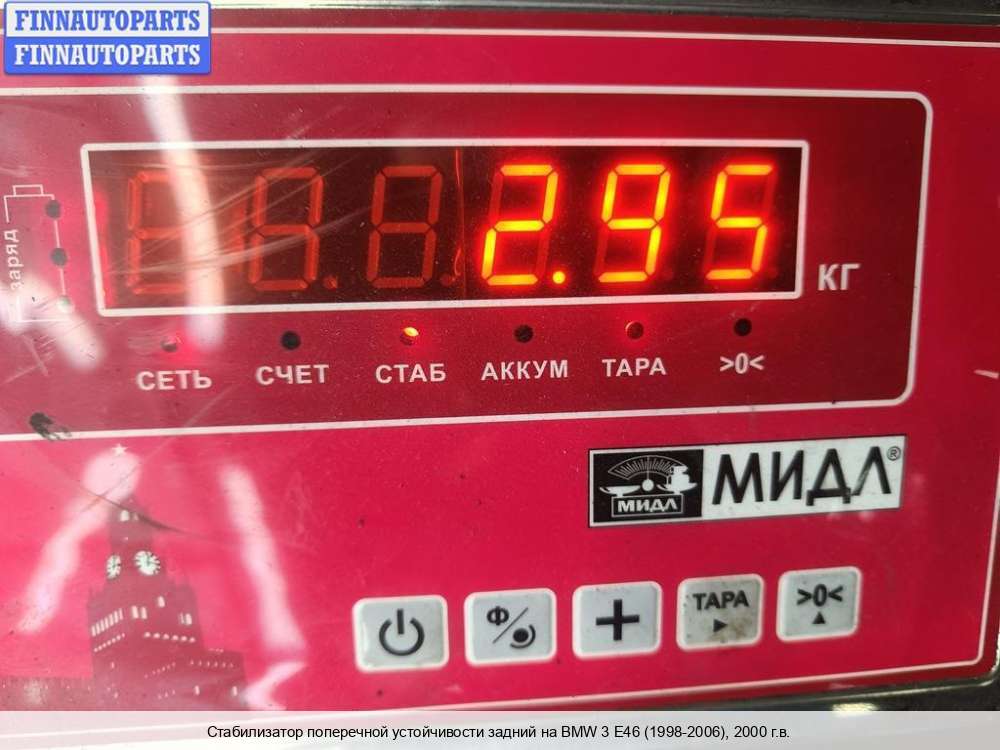 FINNAUTOPARTS
FINNAUTOPARTS
2.95
КГ
заряд
СЕТЬ СЧЕТ СТАБ АККУМ ТАРА >0<
МИДЛ МИДЛ®
Ф
ТАРА >0<
Стабилизатор поперечной устойчивости задний на BMW 3 E46 (1998-2006), 2000 г.в.